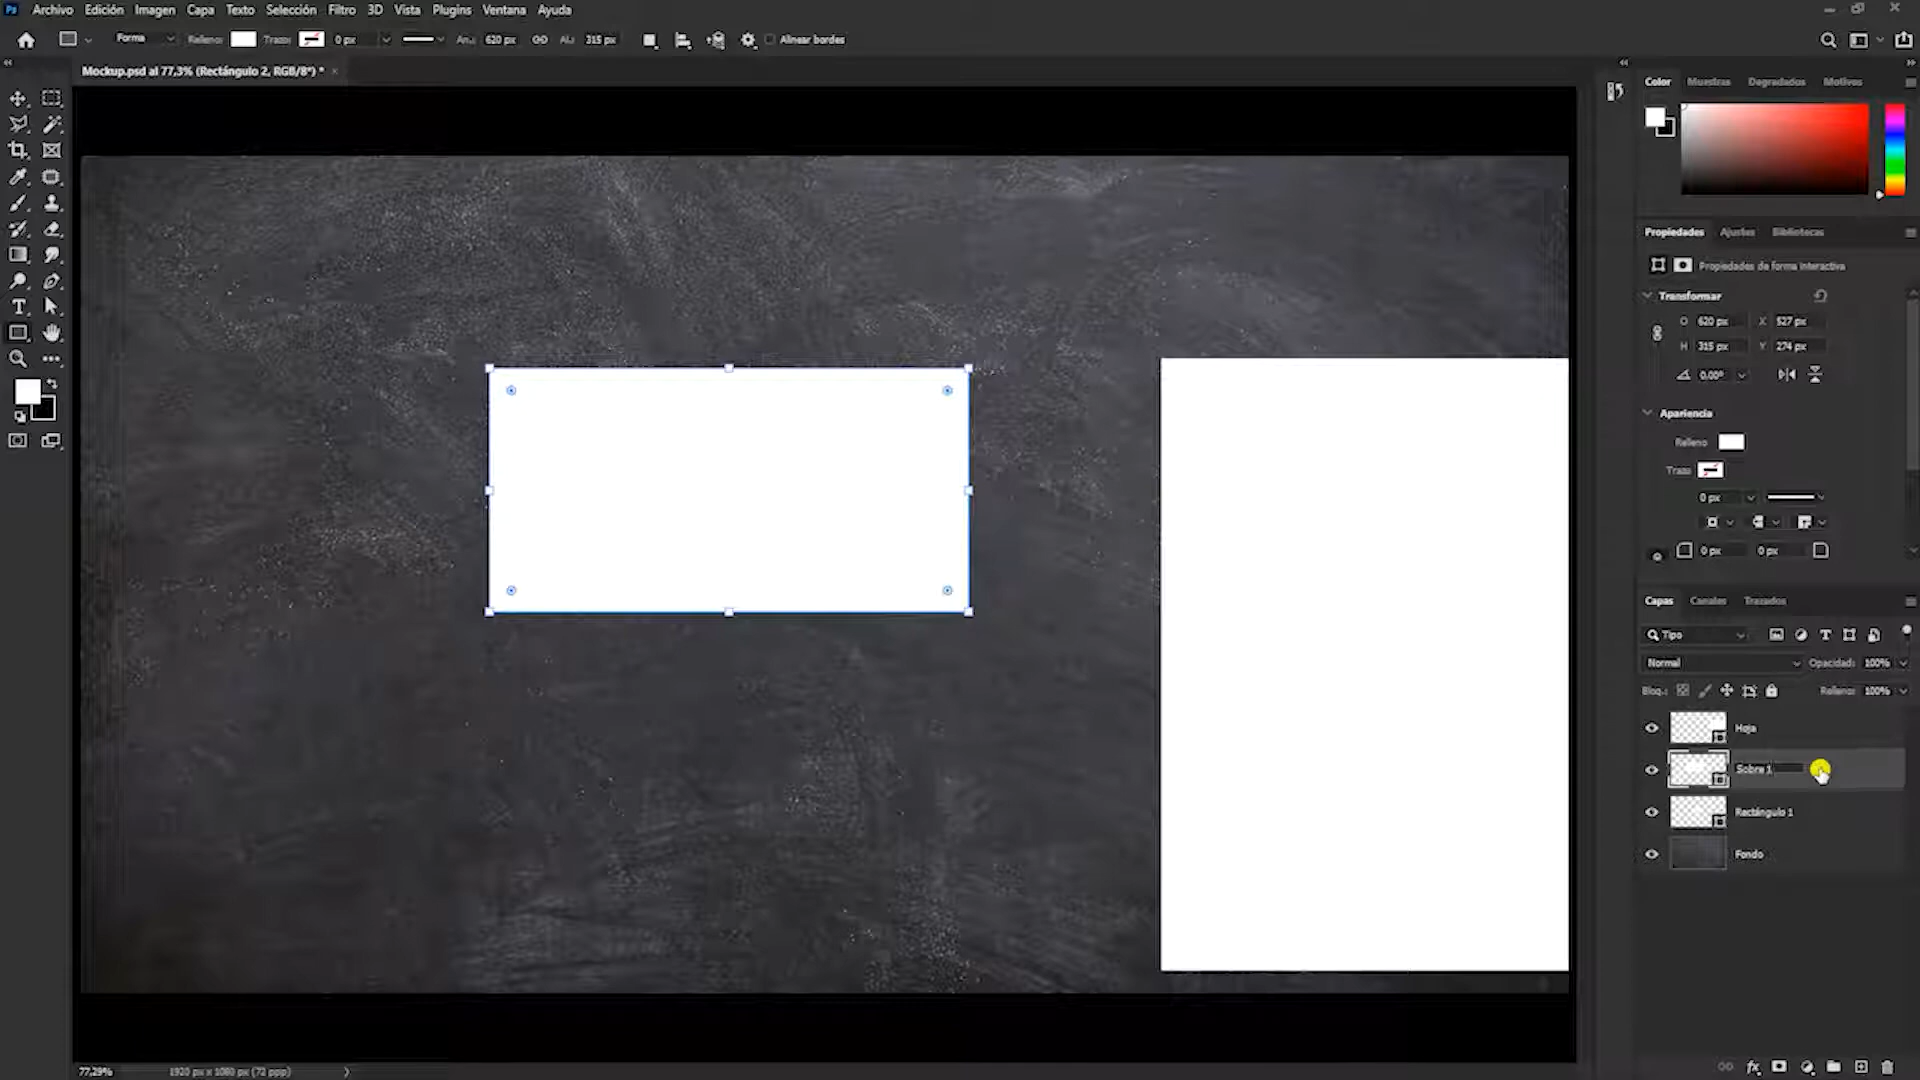 Ps Archivo Edición Imagen Capa Texto Selección Filtro 3D Vista Plugins Ventana Ayuda
Forma Relleno: Trazo: 0 px An.: 620 px Al.: 315 px Alinear bordes
Mockup.psd al 77,3% (Rectángulo 2, RGB/8*) * ×
Color Muestras Degradados Motivos
Propiedades Ajustes Bibliotecas
Propiedades de forma interactiva
Transformar
O 620 px X 527 px
H 315 px Y 274 px
0.00°
Apariencia
Relleno
Trazo
0 px
0 px 0 px
Capas Canales Trazados
Tipo
Normal Opacidad: 100%
Bloq.: Relleno: 100%
Hoja
Sobre 1
Rectángulo 1
Fondo
77,29% 1920 px x 1080 px (72 ppp)